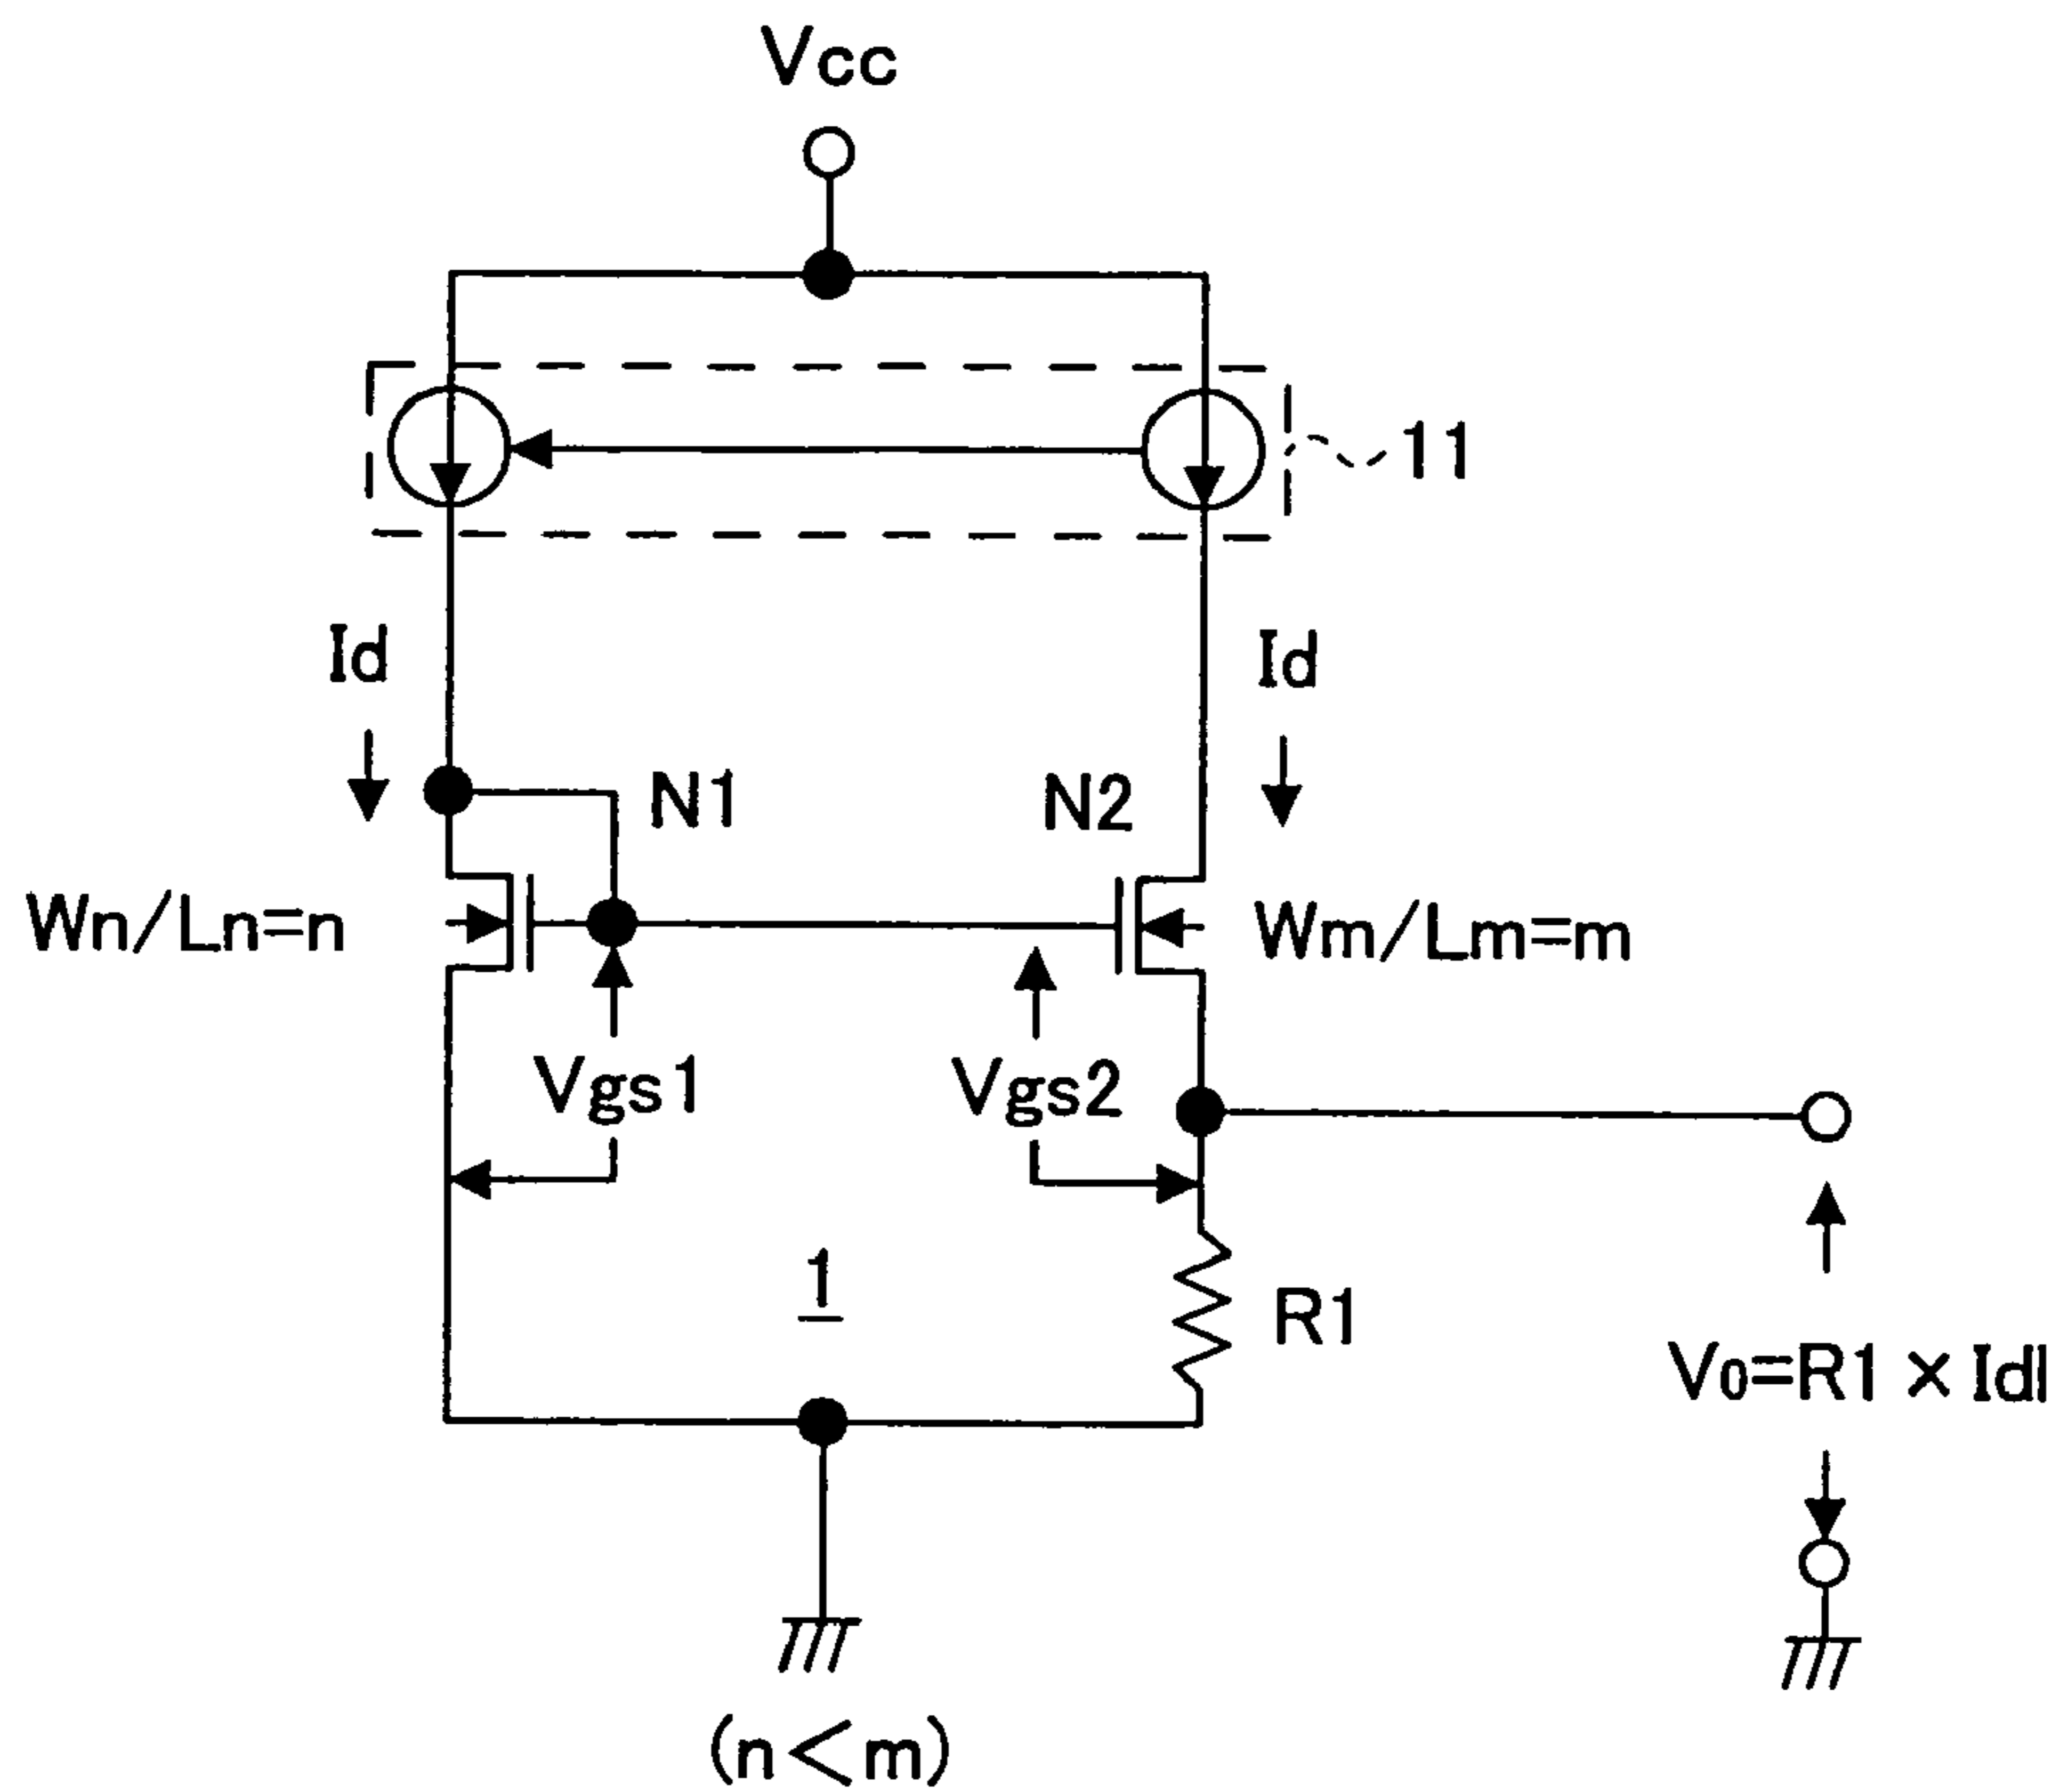 Vcc
11
Id
Id
N1
N2
Wn/Ln=n
Wm/Lm=m
Vgs1
Vgs2
1
R1
V0=R1×Idl
(n<m)